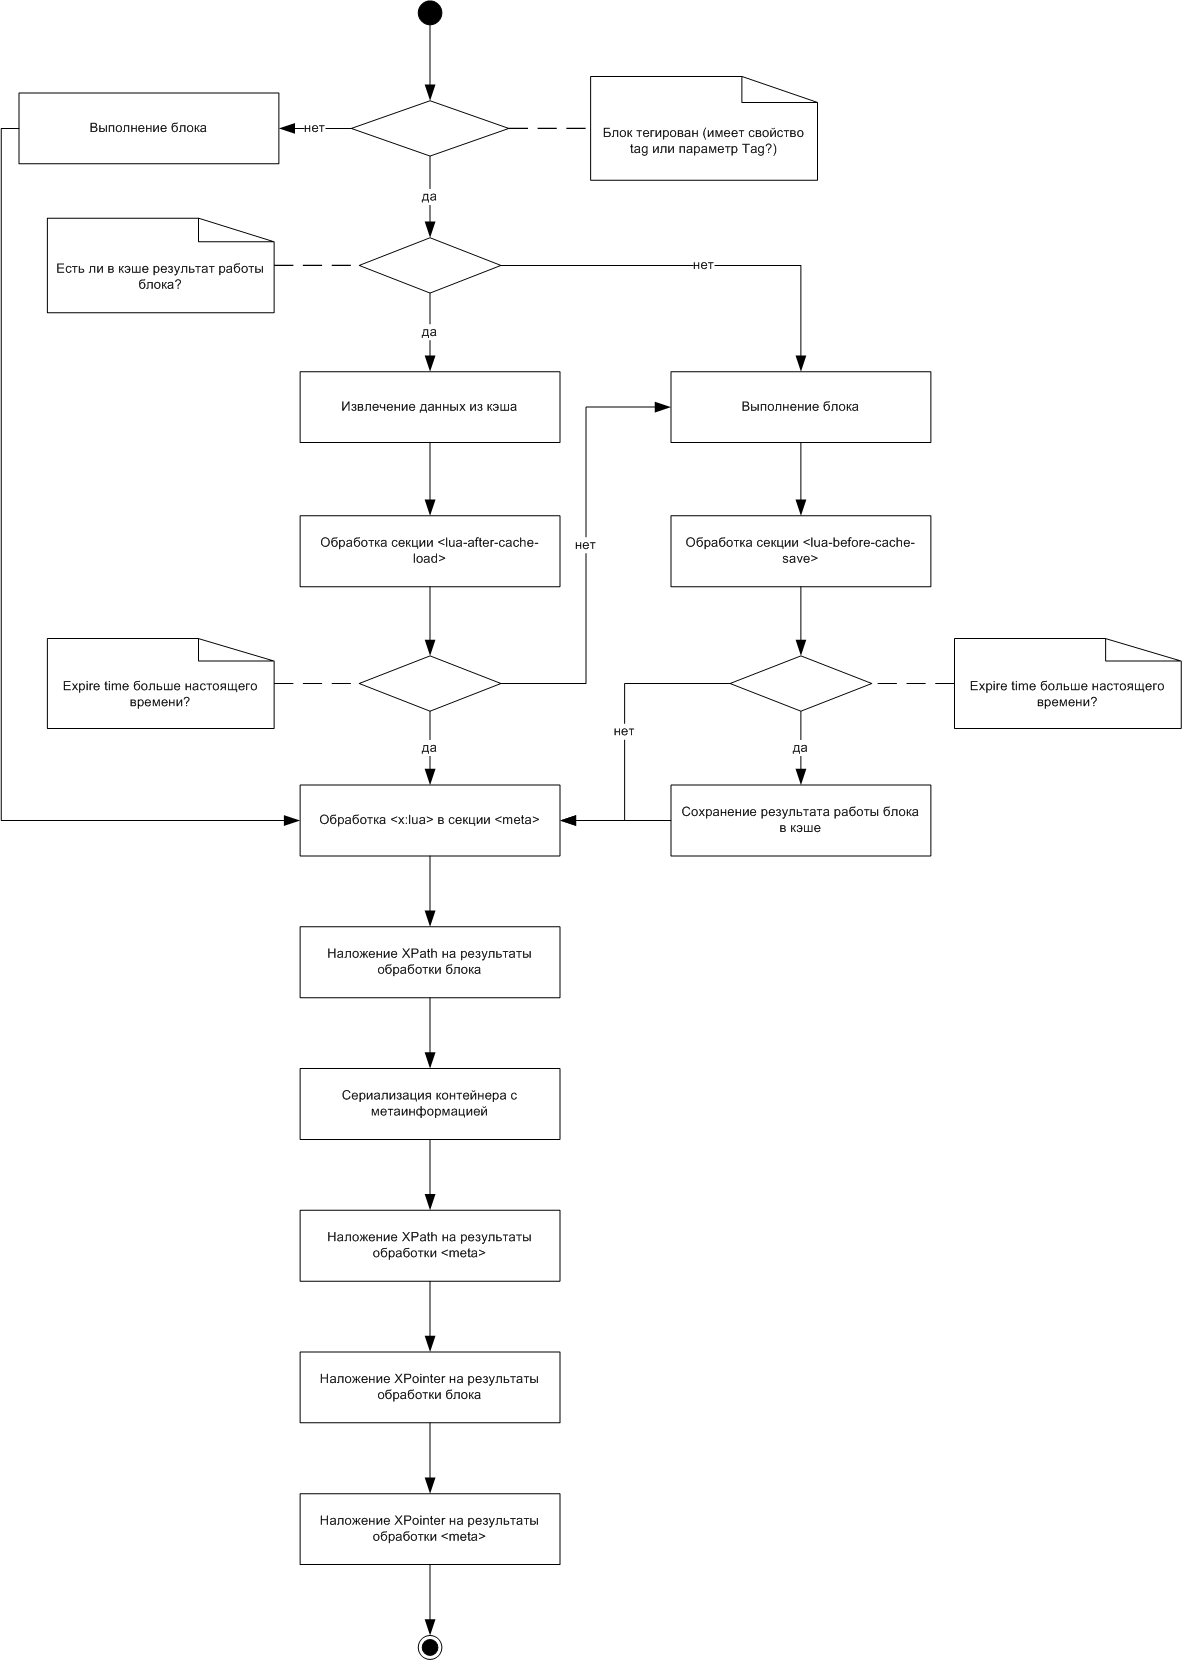 Выполнение блока
нет
Блок тегирован (имеет свойство
tag или параметр Tag?)
да
Есть ли в кэше результат работы
блока?
нет
да
Извлечение данных из кэша
Выполнение блока
Обработка секции <lua-after-cache-
load>
нет
Обработка секции <lua-before-cache-
save>
Expire time больше настоящего
времени?
Expire time больше настоящего
времени?
нет
да
да
Обработка <x:lua> в секции <meta>
Сохранение результата работы блока
в кэше
Наложение XPath на результаты
обработки блока
Сериализация контейнера с
метаинформацией
Наложение XPath на результаты
обработки <meta>
Наложение XPointer на результаты
обработки блока
Наложение XPointer на результаты
обработки <meta>